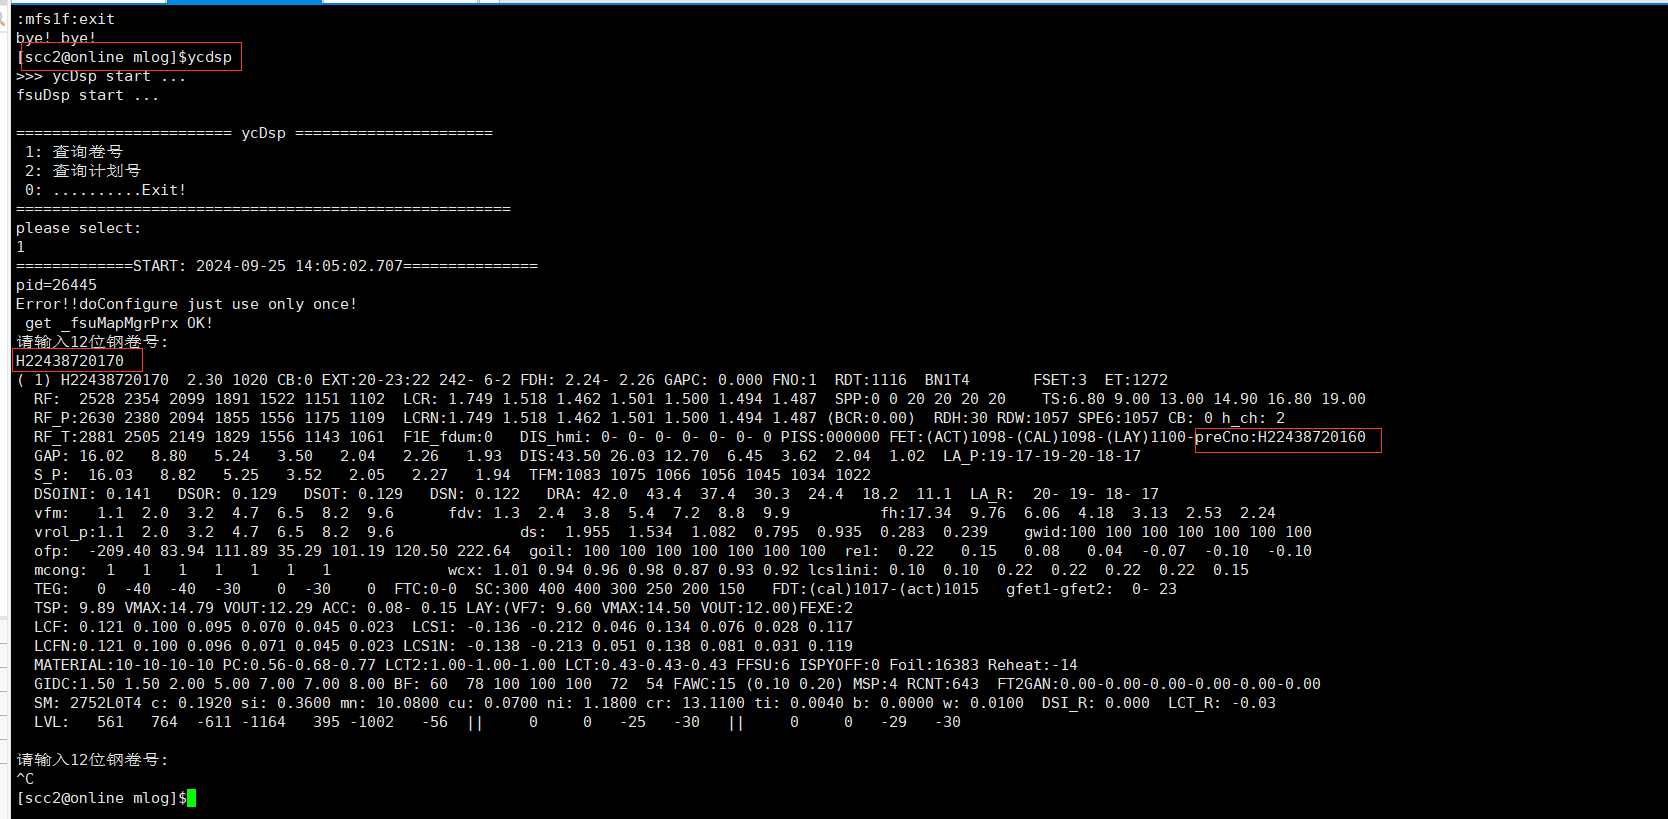 :mfs1f:exit
bye! bye!
[scc2@online mlog]$ycdsp
>>> ycDsp start ...
fsuDsp start ...
======================== ycDsp ======================
1: 查询卷号
2: 查询计划号
0: ..........Exit!
=======================================================
please select:
1
=============START: 2024-09-25 14:05:02.707===============
pid=26445
Error!!doConfigure just use only once!
get _fsuMapMgrPrx OK!
请输入12位钢卷号:
H22438720170
( 1) H22438720170  2.30 1020 CB:0 EXT:20-23:22 242- 6-2 FDH: 2.24- 2.26 GAPC: 0.000 FNO:1  RDT:1116  BN1T4       FSET:3  ET:1272
RF:  2528 2354 2099 1891 1522 1151 1102  LCR: 1.749 1.518 1.462 1.501 1.500 1.494 1.487  SPP:0 0 20 20 20 20    TS:6.80 9.00 13.00 14.90 16.80 19.00
RF_P:2630 2380 2094 1855 1556 1175 1109  LCRN:1.749 1.518 1.462 1.501 1.500 1.494 1.487 (BCR:0.00)  RDH:30 RDW:1057 SPE6:1057 CB: 0 h_ch: 2
RF_T:2881 2505 2149 1829 1556 1143 1061  F1E_fdum:0   DIS_hmi: 0- 0- 0- 0- 0- 0- 0 PISS:000000 FET:(ACT)1098-(CAL)1098-(LAY)1100-preCno:H22438720160
GAP: 16.02   8.80   5.24   3.50   2.04   2.26   1.93  DIS:43.50 26.03 12.70  6.45  3.62  2.04  1.02  LA_P:19-17-19-20-18-17
S_P:  16.03   8.82   5.25   3.52   2.05   2.27   1.94  TFM:1083 1075 1066 1056 1045 1034 1022
DSOINI: 0.141   DSOR: 0.129   DSOT: 0.129   DSN: 0.122   DRA: 42.0  43.4  37.4  30.3  24.4  18.2  11.1  LA_R:  20- 19- 18- 17
vfm:   1.1  2.0  3.2  4.7  6.5  8.2  9.6      fdv: 1.3  2.4  3.8  5.4  7.2  8.8  9.9          fh:17.34  9.76  6.06  4.18  3.13  2.53  2.24
vrol_p:1.1  2.0  3.2  4.7  6.5  8.2  9.6              ds:  1.955  1.534  1.082  0.795  0.935  0.283  0.239    gwid:100 100 100 100 100 100 100
ofp:  -209.40 83.94 111.89 35.29 101.19 120.50 222.64  goil: 100 100 100 100 100 100 100  re1:  0.22   0.15   0.08   0.04  -0.07  -0.10  -0.10
mcong:  1   1   1   1   1   1   1             wcx: 1.01 0.94 0.96 0.98 0.87 0.93 0.92 lcs1ini: 0.10  0.10  0.22  0.22  0.22  0.22  0.15
TEG:   0  -40  -40  -30    0  -30    0  FTC:0-0  SC:300 400 400 300 250 200 150   FDT:(cal)1017-(act)1015   gfet1-gfet2:  0- 23
TSP: 9.89 VMAX:14.79 VOUT:12.29 ACC: 0.08- 0.15 LAY:(VF7: 9.60 VMAX:14.50 VOUT:12.00)FEXE:2
LCF: 0.121 0.100 0.095 0.070 0.045 0.023  LCS1: -0.136 -0.212 0.046 0.134 0.076 0.028 0.117
LCFN:0.121 0.100 0.096 0.071 0.045 0.023 LCS1N: -0.138 -0.213 0.051 0.138 0.081 0.031 0.119
MATERIAL:10-10-10-10 PC:0.56-0.68-0.77 LCT2:1.00-1.00-1.00 LCT:0.43-0.43-0.43 FFSU:6 ISPYOFF:0 Foil:16383 Reheat:-14
GIDC:1.50 1.50 2.00 5.00 7.00 7.00 8.00 BF: 60  78 100 100 100  72  54 FAWC:15 (0.10 0.20) MSP:4 RCNT:643  FT2GAN:0.00-0.00-0.00-0.00-0.00-0.00
SM: 2752L0T4 c: 0.1920 si: 0.3600 mn: 10.0800 cu: 0.0700 ni: 1.1800 cr: 13.1100 ti: 0.0040 b: 0.0000 w: 0.0100  DSI_R: 0.000  LCT_R: -0.03
LVL:   561   764  -611 -1164   395 -1002   -56  ||     0     0   -25   -30   ||     0     0   -29   -30
请输入12位钢卷号:
^C
[scc2@online mlog]$